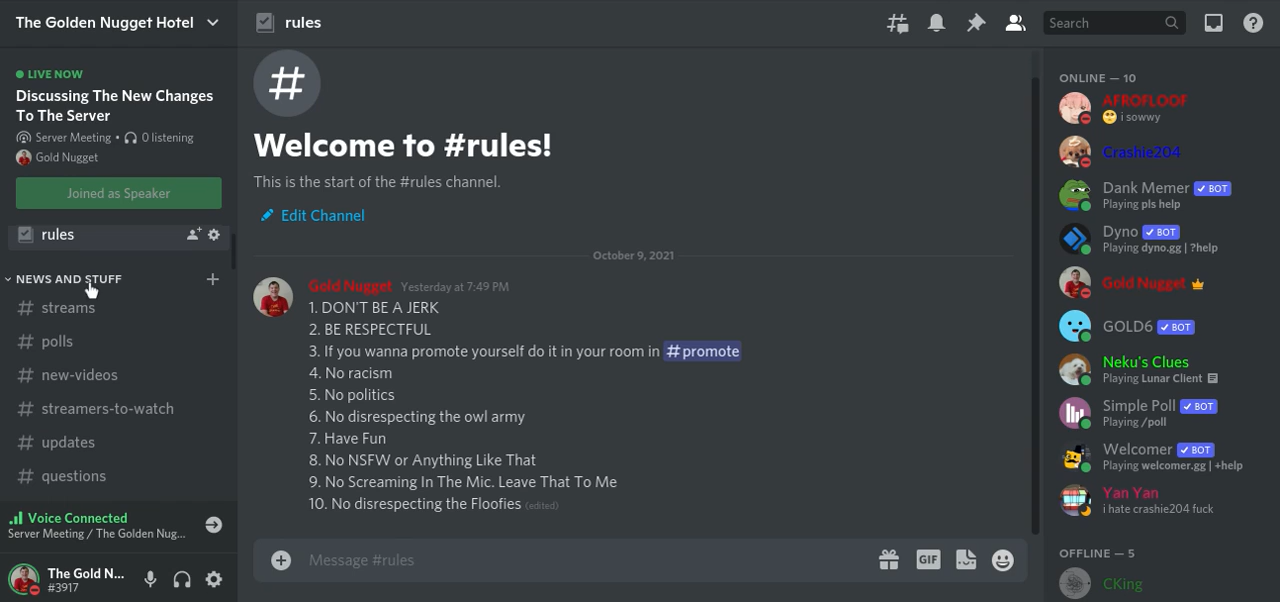 The Golden Nugget Hotel
LIVE NOW
Discussing The New Changes
To The Server
Server Meeting • 0 listening
Gold Nugget
Joined as Speaker
rules
NEWS AND STUFF
# streams
# polls
# new-videos
# streamers-to-watch
# updates
# questions
Voice Connected
Server Meeting / The Golden Nug...
The Gold N...
#3917
rules
Search
#
Welcome to #rules!
This is the start of the #rules channel.
Edit Channel
October 9, 2021
Gold Nugget Yesterday at 7:49 PM
1. DON'T BE A JERK
2. BE RESPECTFUL
3. If you wanna promote yourself do it in your room in #promote
4. No racism
5. No politics
6. No disrespecting the owl army
7. Have Fun
8. No NSFW or Anything Like That
9. No Screaming In The Mic. Leave That To Me
10. No disrespecting the Floofies (edited)
Message #rules
GIF
ONLINE — 10
AFROFLOOF
i sowwy
Crashie204
Dank Memer BOT
Playing pls help
Dyno BOT
Playing dyno.gg | ?help
Gold Nugget
GOLD6 BOT
Neku's Clues
Playing Lunar Client
Simple Poll BOT
Playing /poll
Welcomer BOT
Playing welcomer.gg | +help
Yan Yan
i hate crashie204 fuck
OFFLINE — 5
CKing